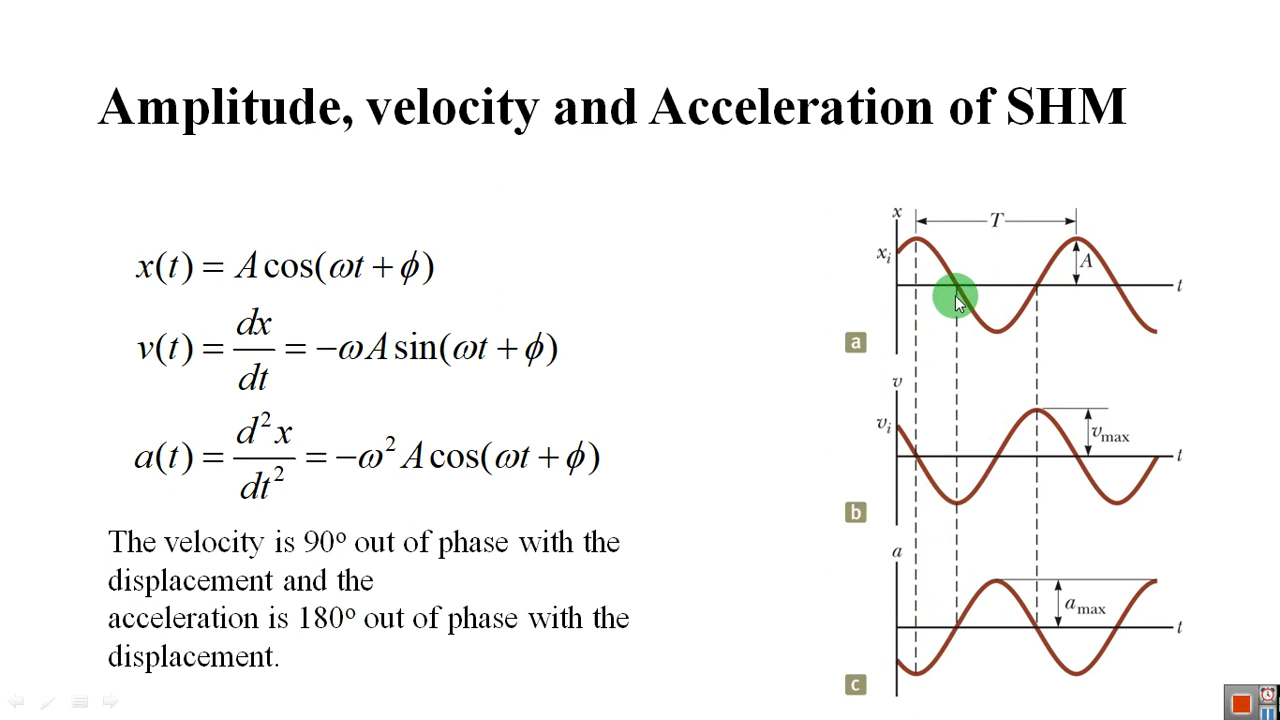 Amplitude, velocity and Acceleration of SHM
x(t) = A cos(ωt + ϕ)
v(t) = dx/dt = −ωA sin(ωt + ϕ)
a(t) = d²x/dt² = −ω² A cos(ωt + ϕ)
The velocity is 90º out of phase with the
displacement and the
acceleration is 180º out of phase with the
displacement.
x
T
xᵢ
A
t
a
v
vᵢ
vmax
t
b
a
amax
t
c